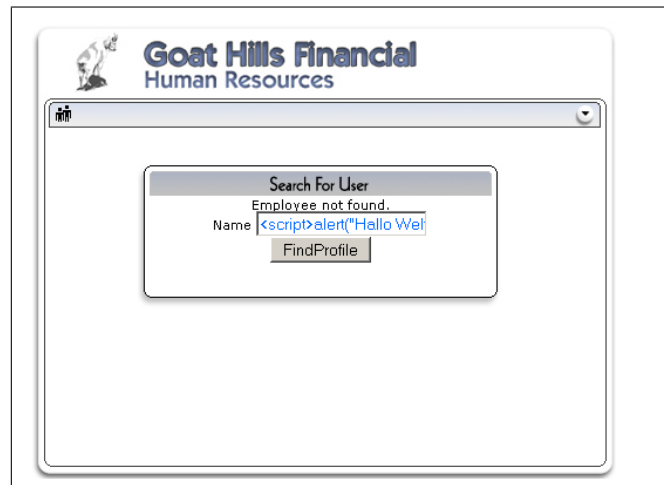 Goat Hills Financial
Human Resources
Search For User
Employee not found.
Name <script>alert("Hallo Wel
FindProfile